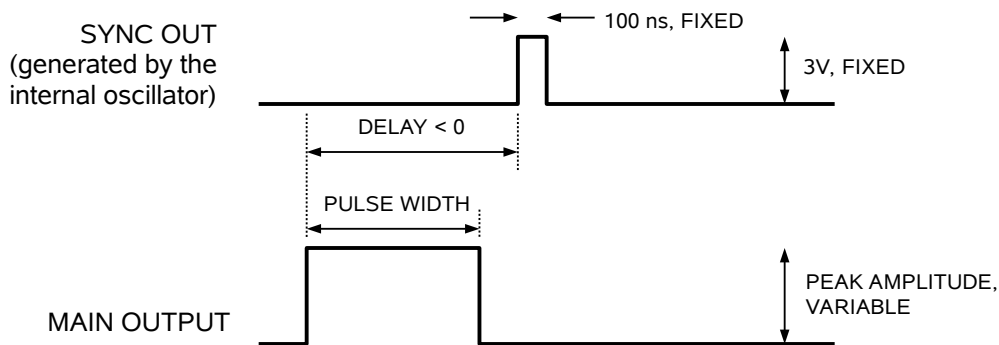 SYNC OUT
(generated by the
internal oscillator)
100 ns, FIXED
3V, FIXED
DELAY < 0
PULSE WIDTH
MAIN OUTPUT
PEAK AMPLITUDE,
VARIABLE